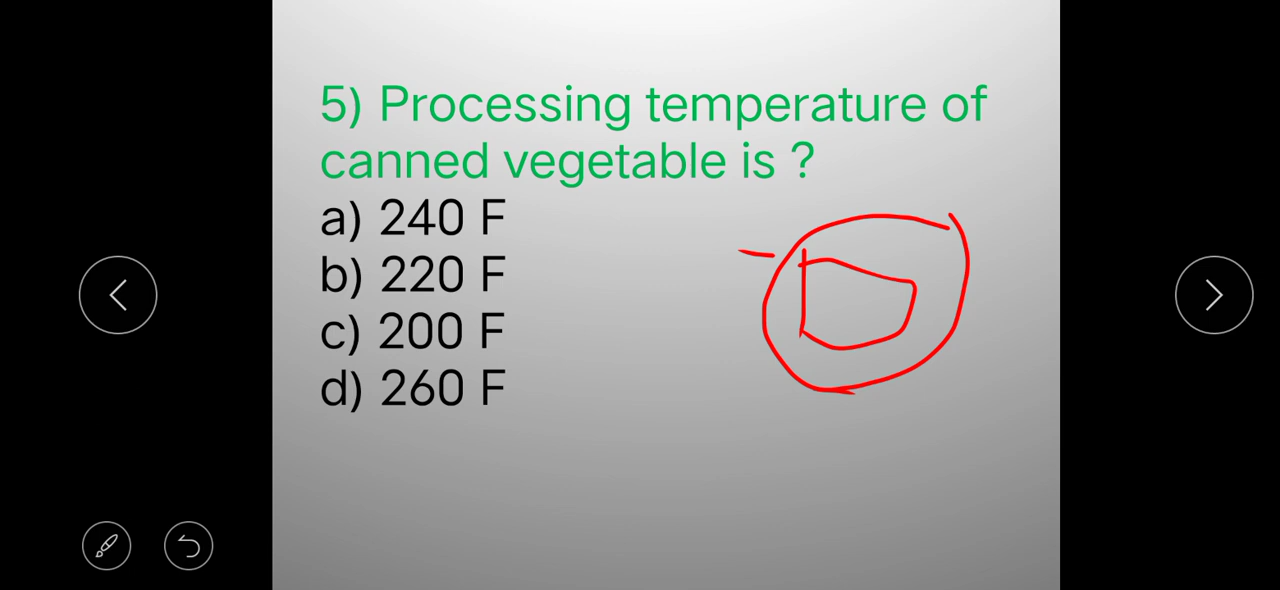 5) Processing temperature of
canned vegetable is ?
a) 240 F
b) 220 F
c) 200 F
d) 260 F